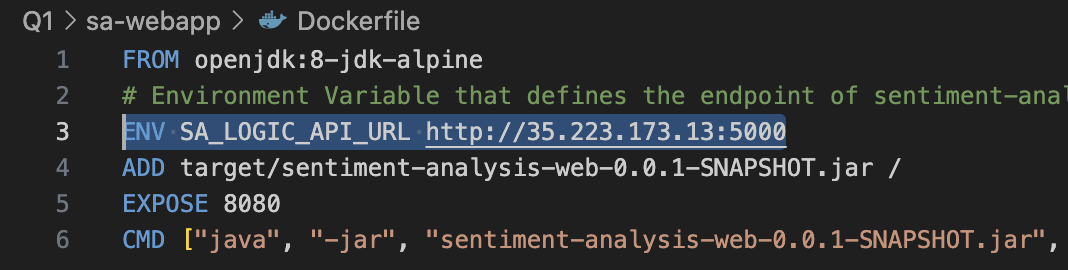 Q1 > sa-webapp > Dockerfile
1 FROM openjdk:8-jdk-alpine
2 # Environment Variable that defines the endpoint of
3 ENV SA_LOGIC_API_URL http://35.223.173.13:5000
4 ADD target/sentiment-analysis-web-0.0.1-SNAPSHOT.jar /
5 EXPOSE 8080
6 CMD ["java", "-jar", "sentiment-analysis-web-0.0.1-SNAPSHOT.jar",